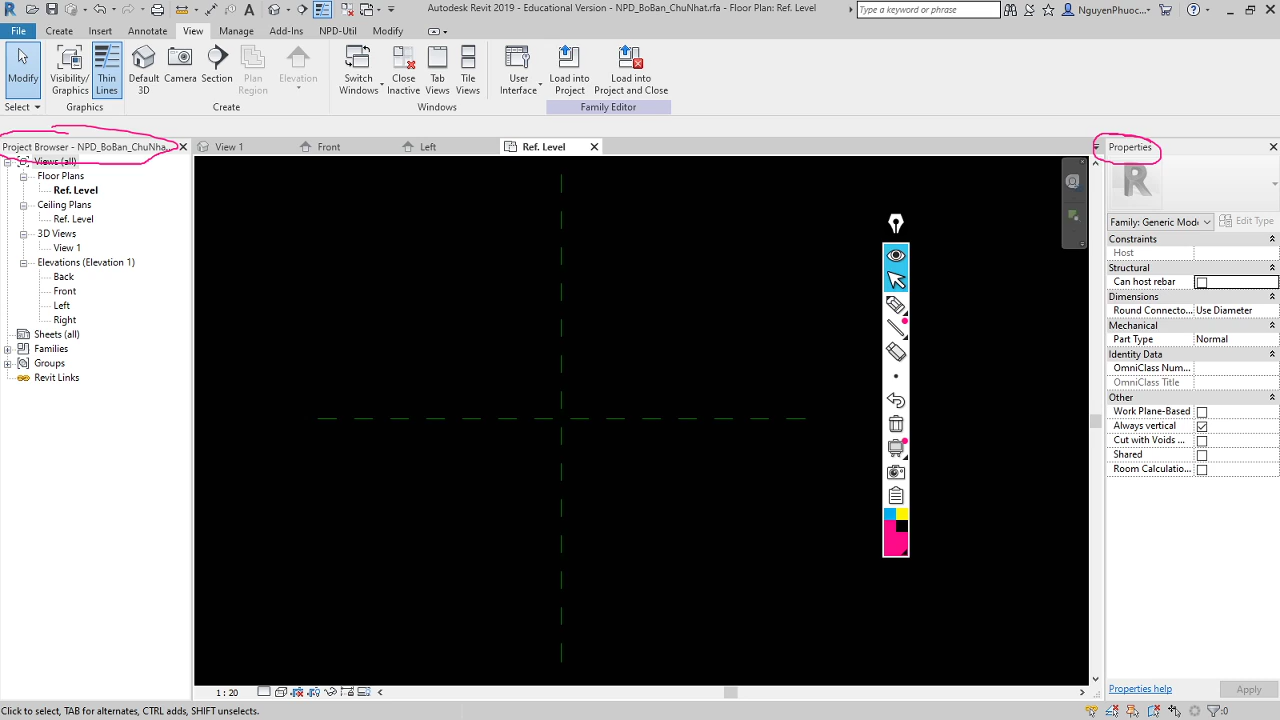 Autodesk Revit 2019 - Educational Version - NPD_BoBan_ChuNhat.rfa - Floor Plan: Ref. Level
Type a keyword or phrase
NguyenPhuoc...
File Create Insert Annotate View Manage Add-Ins NPD-Util Modify
Modify
Visibility/ Graphics
Thin Lines
Default 3D
Camera
Section
Plan Region
Elevation
Switch Windows
Close Inactive
Tab Views
Tile Views
User Interface
Load into Project
Load into Project and Close
Select Graphics Create Windows Family Editor
Project Browser - NPD_BoBan_ChuNha...
View 1 Front Left Ref. Level
Properties
Views (all)
Floor Plans
Ref. Level
Ceiling Plans
Ref. Level
3D Views
View 1
Elevations (Elevation 1)
Back
Front
Left
Right
Sheets (all)
Families
Groups
Revit Links
R
Family: Generic Mode Edit Type
Constraints
Host
Structural
Can host rebar
Dimensions
Round Connecto... Use Diameter
Mechanical
Part Type Normal
Identity Data
OmniClass Num...
OmniClass Title
Other
Work Plane-Based
Always vertical
Cut with Voids ...
Shared
Room Calculatio...
Properties help Apply
1 : 20
Click to select, TAB for alternates, CTRL adds, SHIFT unselects.
:0